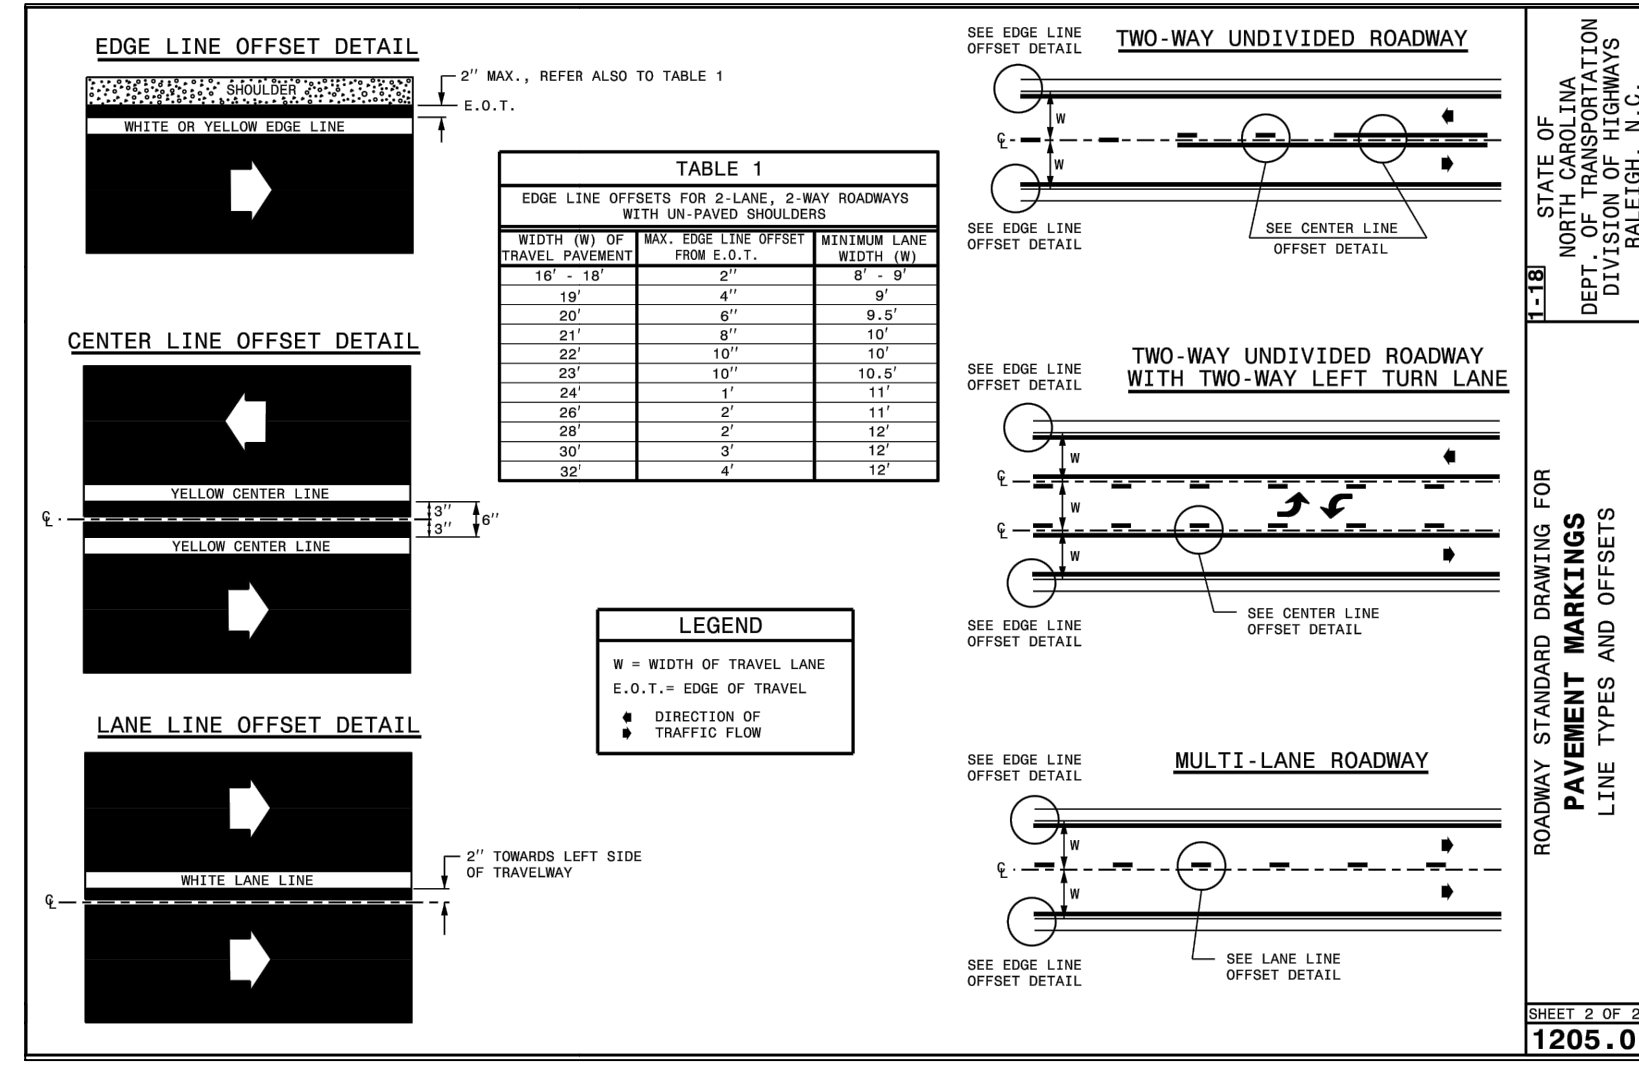 EDGE LINE OFFSET DETAIL
SHOULDER
2'' MAX., REFER ALSO TO TABLE 1
E.O.T.
WHITE OR YELLOW EDGE LINE
CENTER LINE OFFSET DETAIL
YELLOW CENTER LINE
℄
3''
3''
6''
YELLOW CENTER LINE
LANE LINE OFFSET DETAIL
2'' TOWARDS LEFT SIDE
OF TRAVELWAY
WHITE LANE LINE
℄
TABLE 1
EDGE LINE OFFSETS FOR 2-LANE, 2-WAY ROADWAYS
WITH UN-PAVED SHOULDERS
WIDTH (W) OF MAX. EDGE LINE OFFSET MINIMUM LANE
TRAVEL PAVEMENT FROM E.O.T. WIDTH (W)
16' - 18' 2'' 8' - 9'
19' 4'' 9'
20' 6'' 9.5'
21' 8'' 10'
22' 10'' 10'
23' 10'' 10.5'
24' 1' 11'
26' 2' 11'
28' 2' 12'
30' 3' 12'
32' 4' 12'
LEGEND
W = WIDTH OF TRAVEL LANE
E.O.T.= EDGE OF TRAVEL
DIRECTION OF
TRAFFIC FLOW
SEE EDGE LINE
OFFSET DETAIL
TWO-WAY UNDIVIDED ROADWAY
W
℄
W
SEE EDGE LINE
OFFSET DETAIL
SEE CENTER LINE
OFFSET DETAIL
TWO-WAY UNDIVIDED ROADWAY
WITH TWO-WAY LEFT TURN LANE
SEE EDGE LINE
OFFSET DETAIL
W
℄
W
℄
W
SEE CENTER LINE
OFFSET DETAIL
SEE EDGE LINE
OFFSET DETAIL
SEE EDGE LINE
OFFSET DETAIL
MULTI-LANE ROADWAY
W
℄
W
SEE LANE LINE
OFFSET DETAIL
SEE EDGE LINE
OFFSET DETAIL
1-18
STATE OF
NORTH CAROLINA
DEPT. OF TRANSPORTATION
DIVISION OF HIGHWAYS
RALEIGH, N.C.
ROADWAY STANDARD DRAWING FOR
PAVEMENT MARKINGS
LINE TYPES AND OFFSETS
SHEET 2 OF 2
1205.0